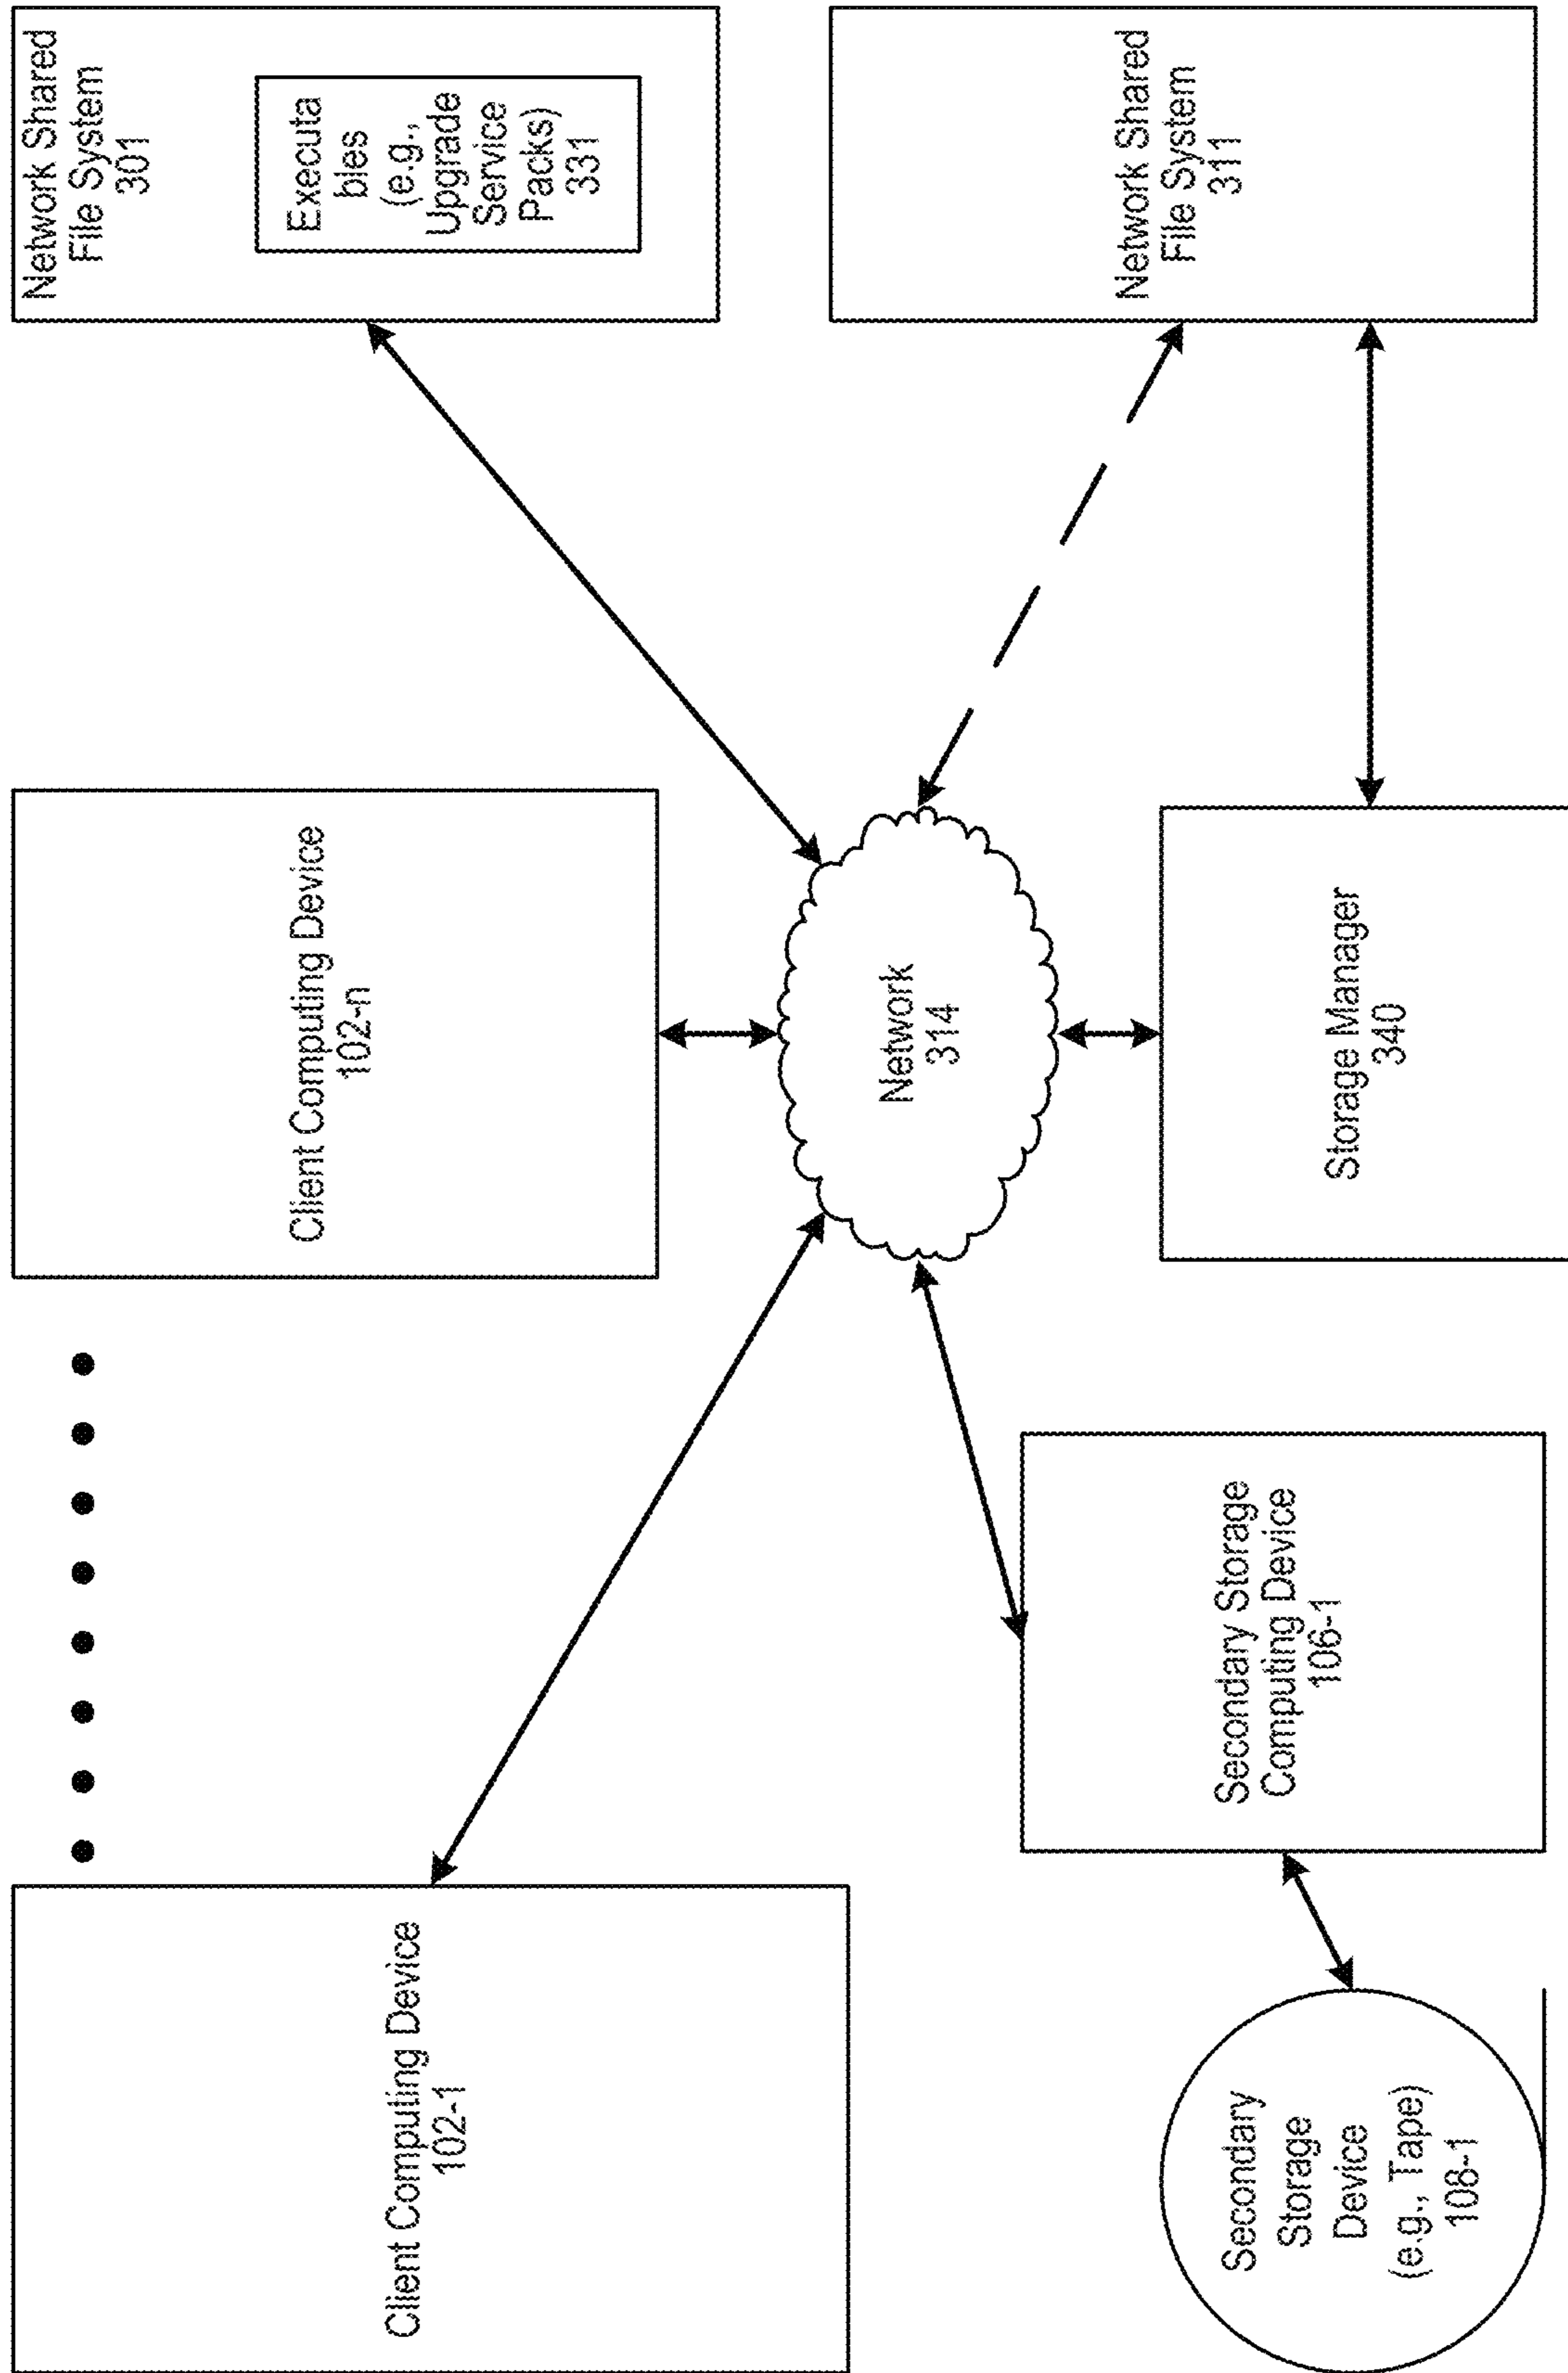 Client Computing Device
102-1
Client Computing Device
102-n
Network Shared
File System
301
Executa
bles
(e.g.,
Upgrade
Service
Packs)
331
Network
314
Secondary
Storage
Device
(e.g., Tape)
108-1
Secondary Storage
Computing Device
106-1
Storage Manager
340
Network Shared
File System
311